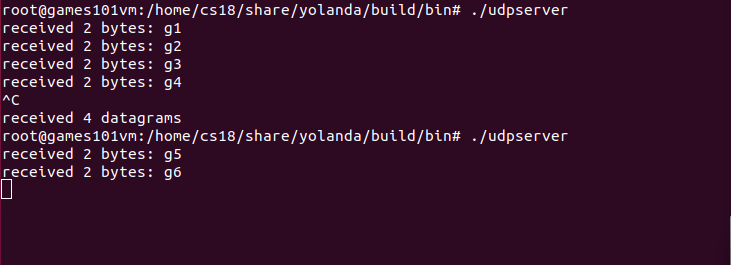 root@games101vm:/home/cs18/share/yolanda/build/bin# ./udpserver
received 2 bytes: g1
received 2 bytes: g2
received 2 bytes: g3
received 2 bytes: g4
^C
received 4 datagrams
root@games101vm:/home/cs18/share/yolanda/build/bin# ./udpserver
received 2 bytes: g5
received 2 bytes: g6